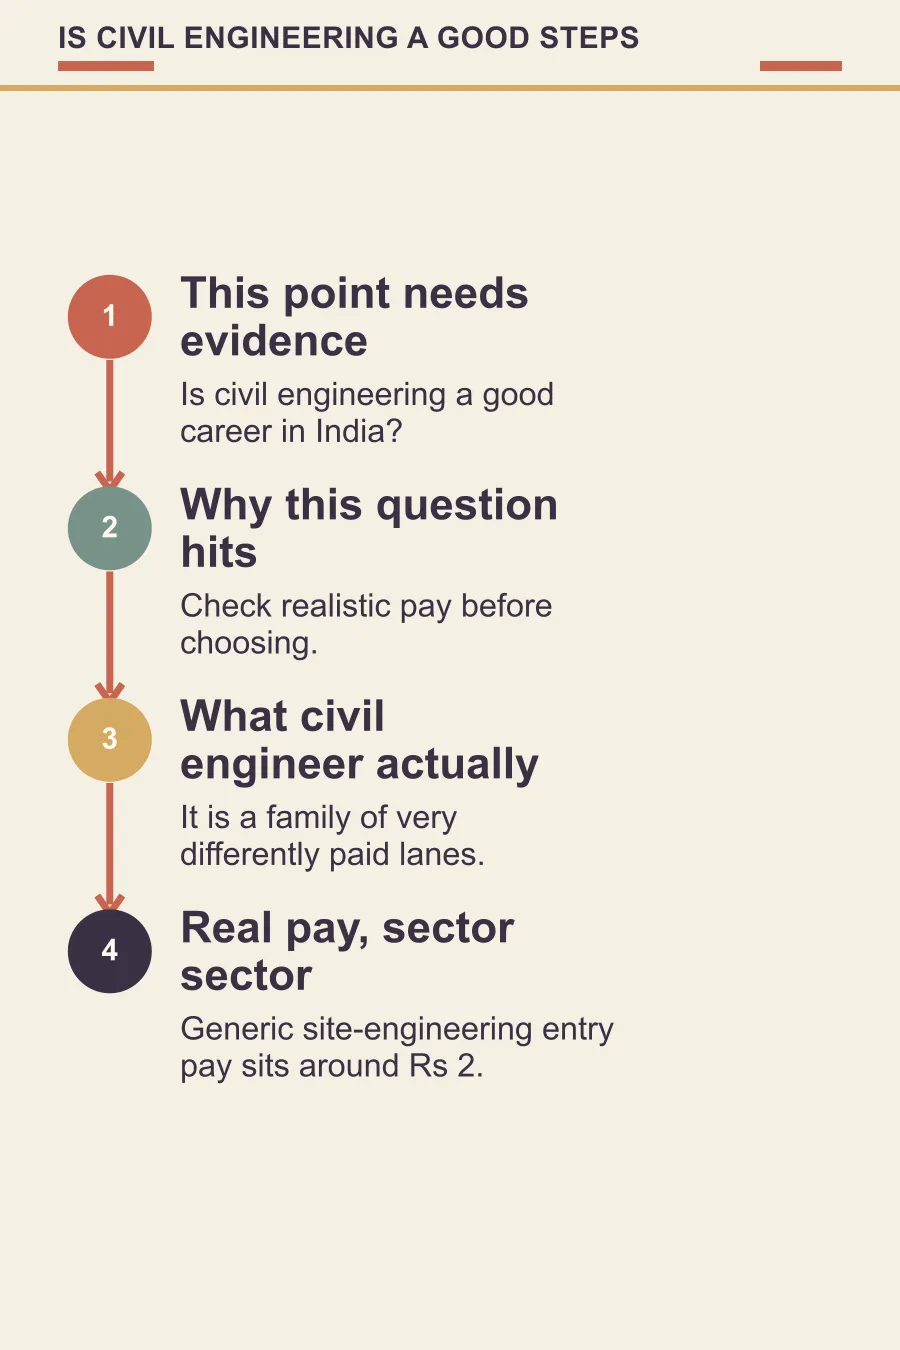 IS CIVIL ENGINEERING A GOOD STEPS
1
This point needs
evidence
Is civil engineering a good
career in India?
2
Why this question
hits
Check realistic pay before
choosing.
3
What civil
engineer actually
It is a family of very
differently paid lanes.
4
Real pay, sector
sector
Generic site-engineering entry
pay sits around Rs 2.